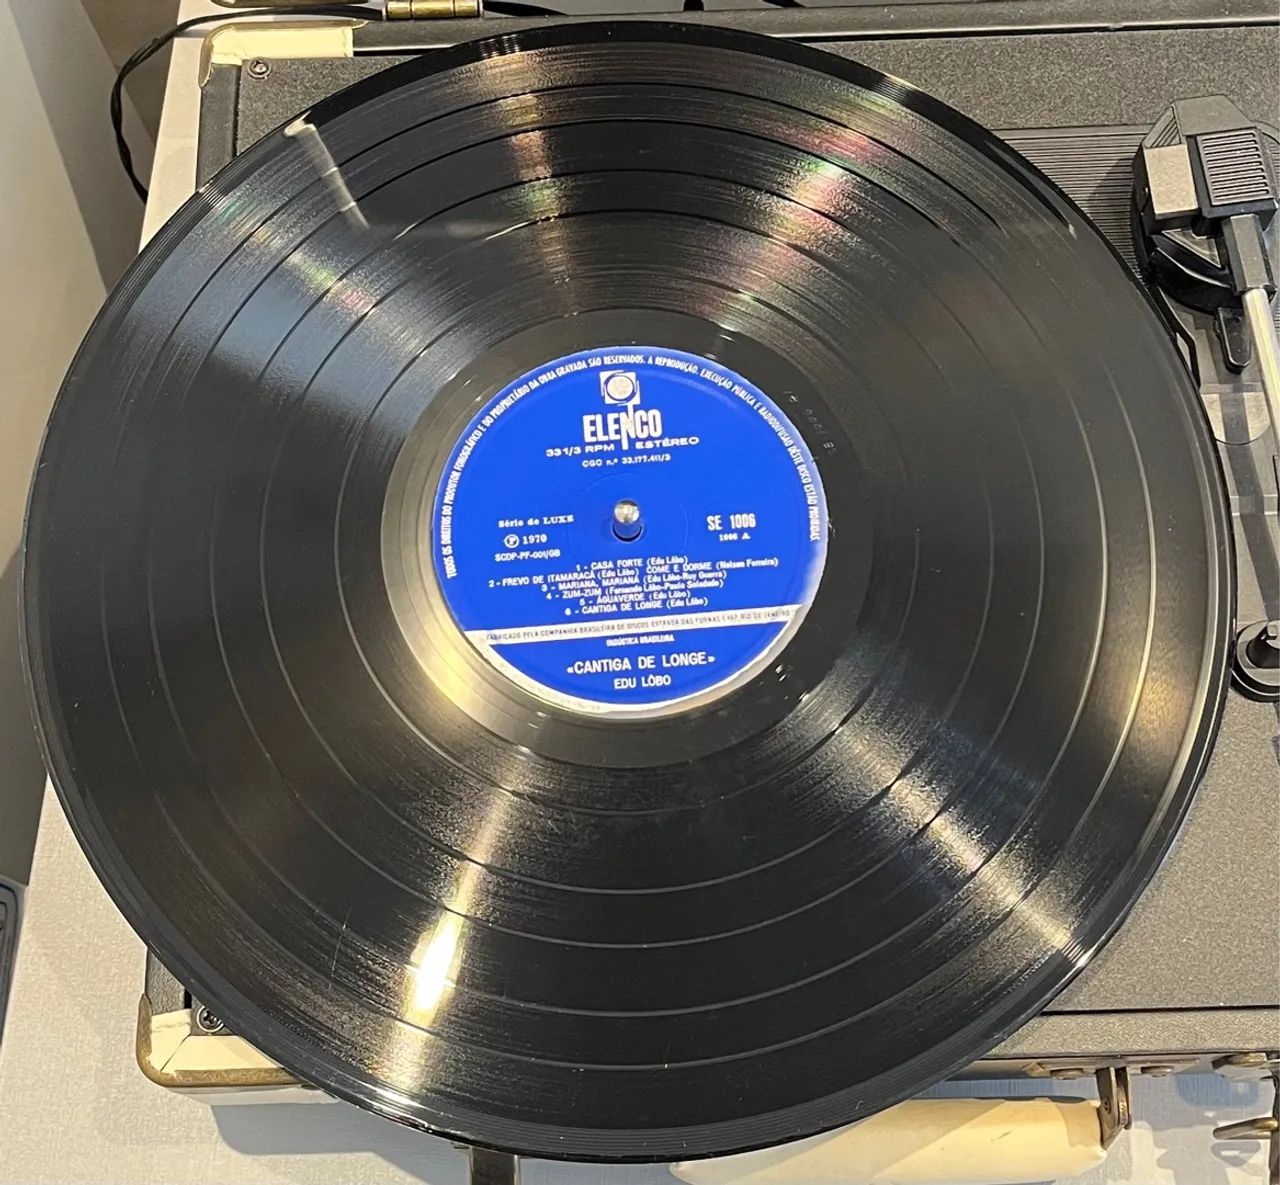 TODOS OS DIREITOS DO PRODUTOR FONOGRÁFICO E DO PROPRIETÁRIO DA OBRA GRAVADA SÃO RESERVADOS. A REPRODUÇÃO, EXECUÇÃO PÚBLICA E RADIODIFUSÃO DÊSTE DISCO ESTÃO PROIBIDAS
ELENCO
33 1/3 RPM ESTÉREO
CGC n.º 33.177.411/3
Série de LUXE
Ⓟ 1970
SCDP-PF-001/GB
SE 1006
1006 A
1 - CASA FORTE (Edu Lôbo)
2 - FREVO DE ITAMARACÁ (Edu Lôbo) COME E DORME (Nelson Ferreira)
3 - MARIANA, MARIANA (Edu Lôbo-Ruy Guerra)
4 - ZUM-ZUM (Fernando Lôbo-Paulo Soledade)
5 - ÁGUAVERDE (Edu Lôbo)
6 - CANTIGA DE LONGE (Edu Lôbo)
FABRICADO PELA COMPANHIA BRASILEIRA DE DISCOS ESTRADA DAS FURNAS RIO DE JANEIRO
INDÚSTRIA BRASILEIRA
«CANTIGA DE LONGE»
EDU LÔBO